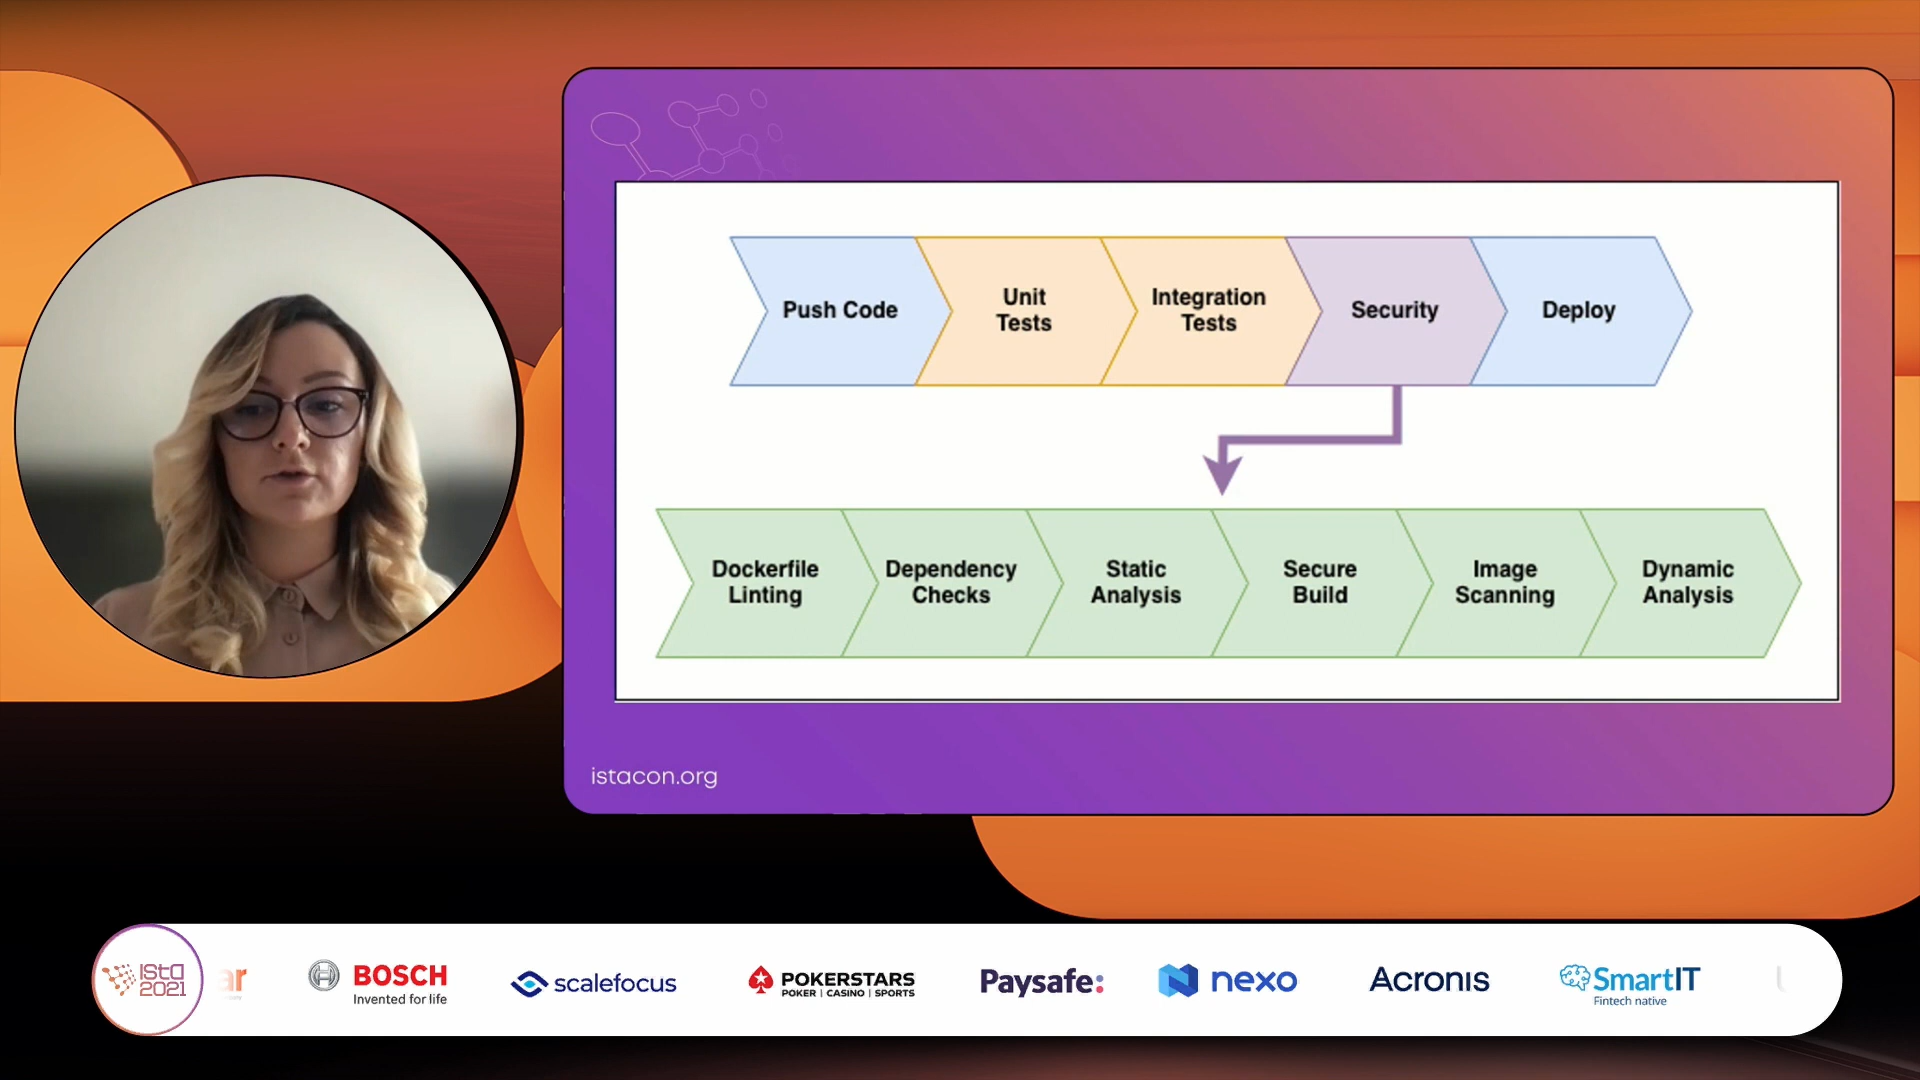 Push Code
Unit
Tests
Integration
Tests
Security
Deploy
Dockerfile
Linting
Dependency
Checks
Static
Analysis
Secure
Build
Image
Scanning
Dynamic
Analysis
istacon.org
ista
2021
ar
BOSCH
Invented for life
scalefocus
POKERSTARS
POKER | CASINO | SPORTS
Paysafe:
nexo
Acronis
SmartIT
Fintech native